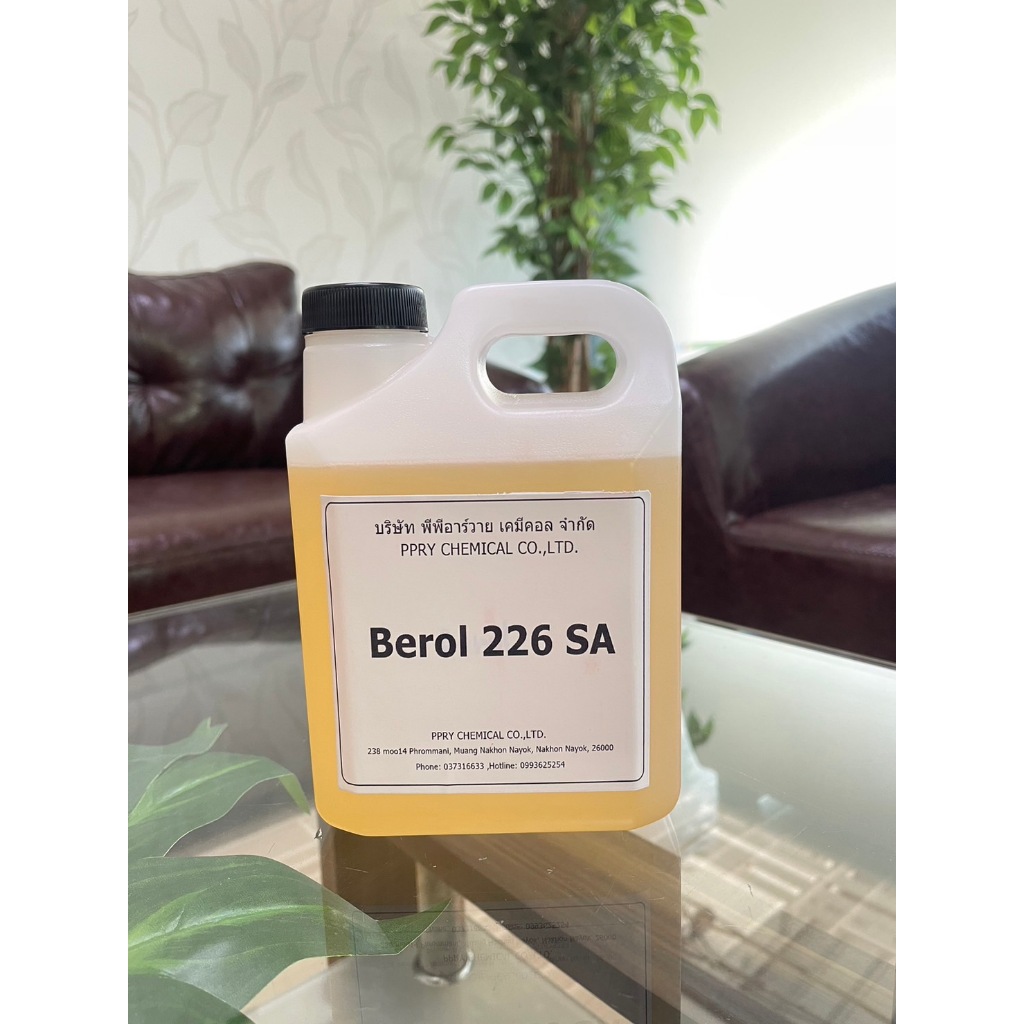 บริษัท พีพีอาร์วาย เคมีคอล จำกัด
PPRY CHEMICAL CO.,LTD.
Berol 226 SA
PPRY CHEMICAL CO.,LTD.
238 moo14 Phrommani, Muang Nakhon Nayok, Nakhon Nayok, 26000
Phone: 037316633 ,Hotline: 0993625254